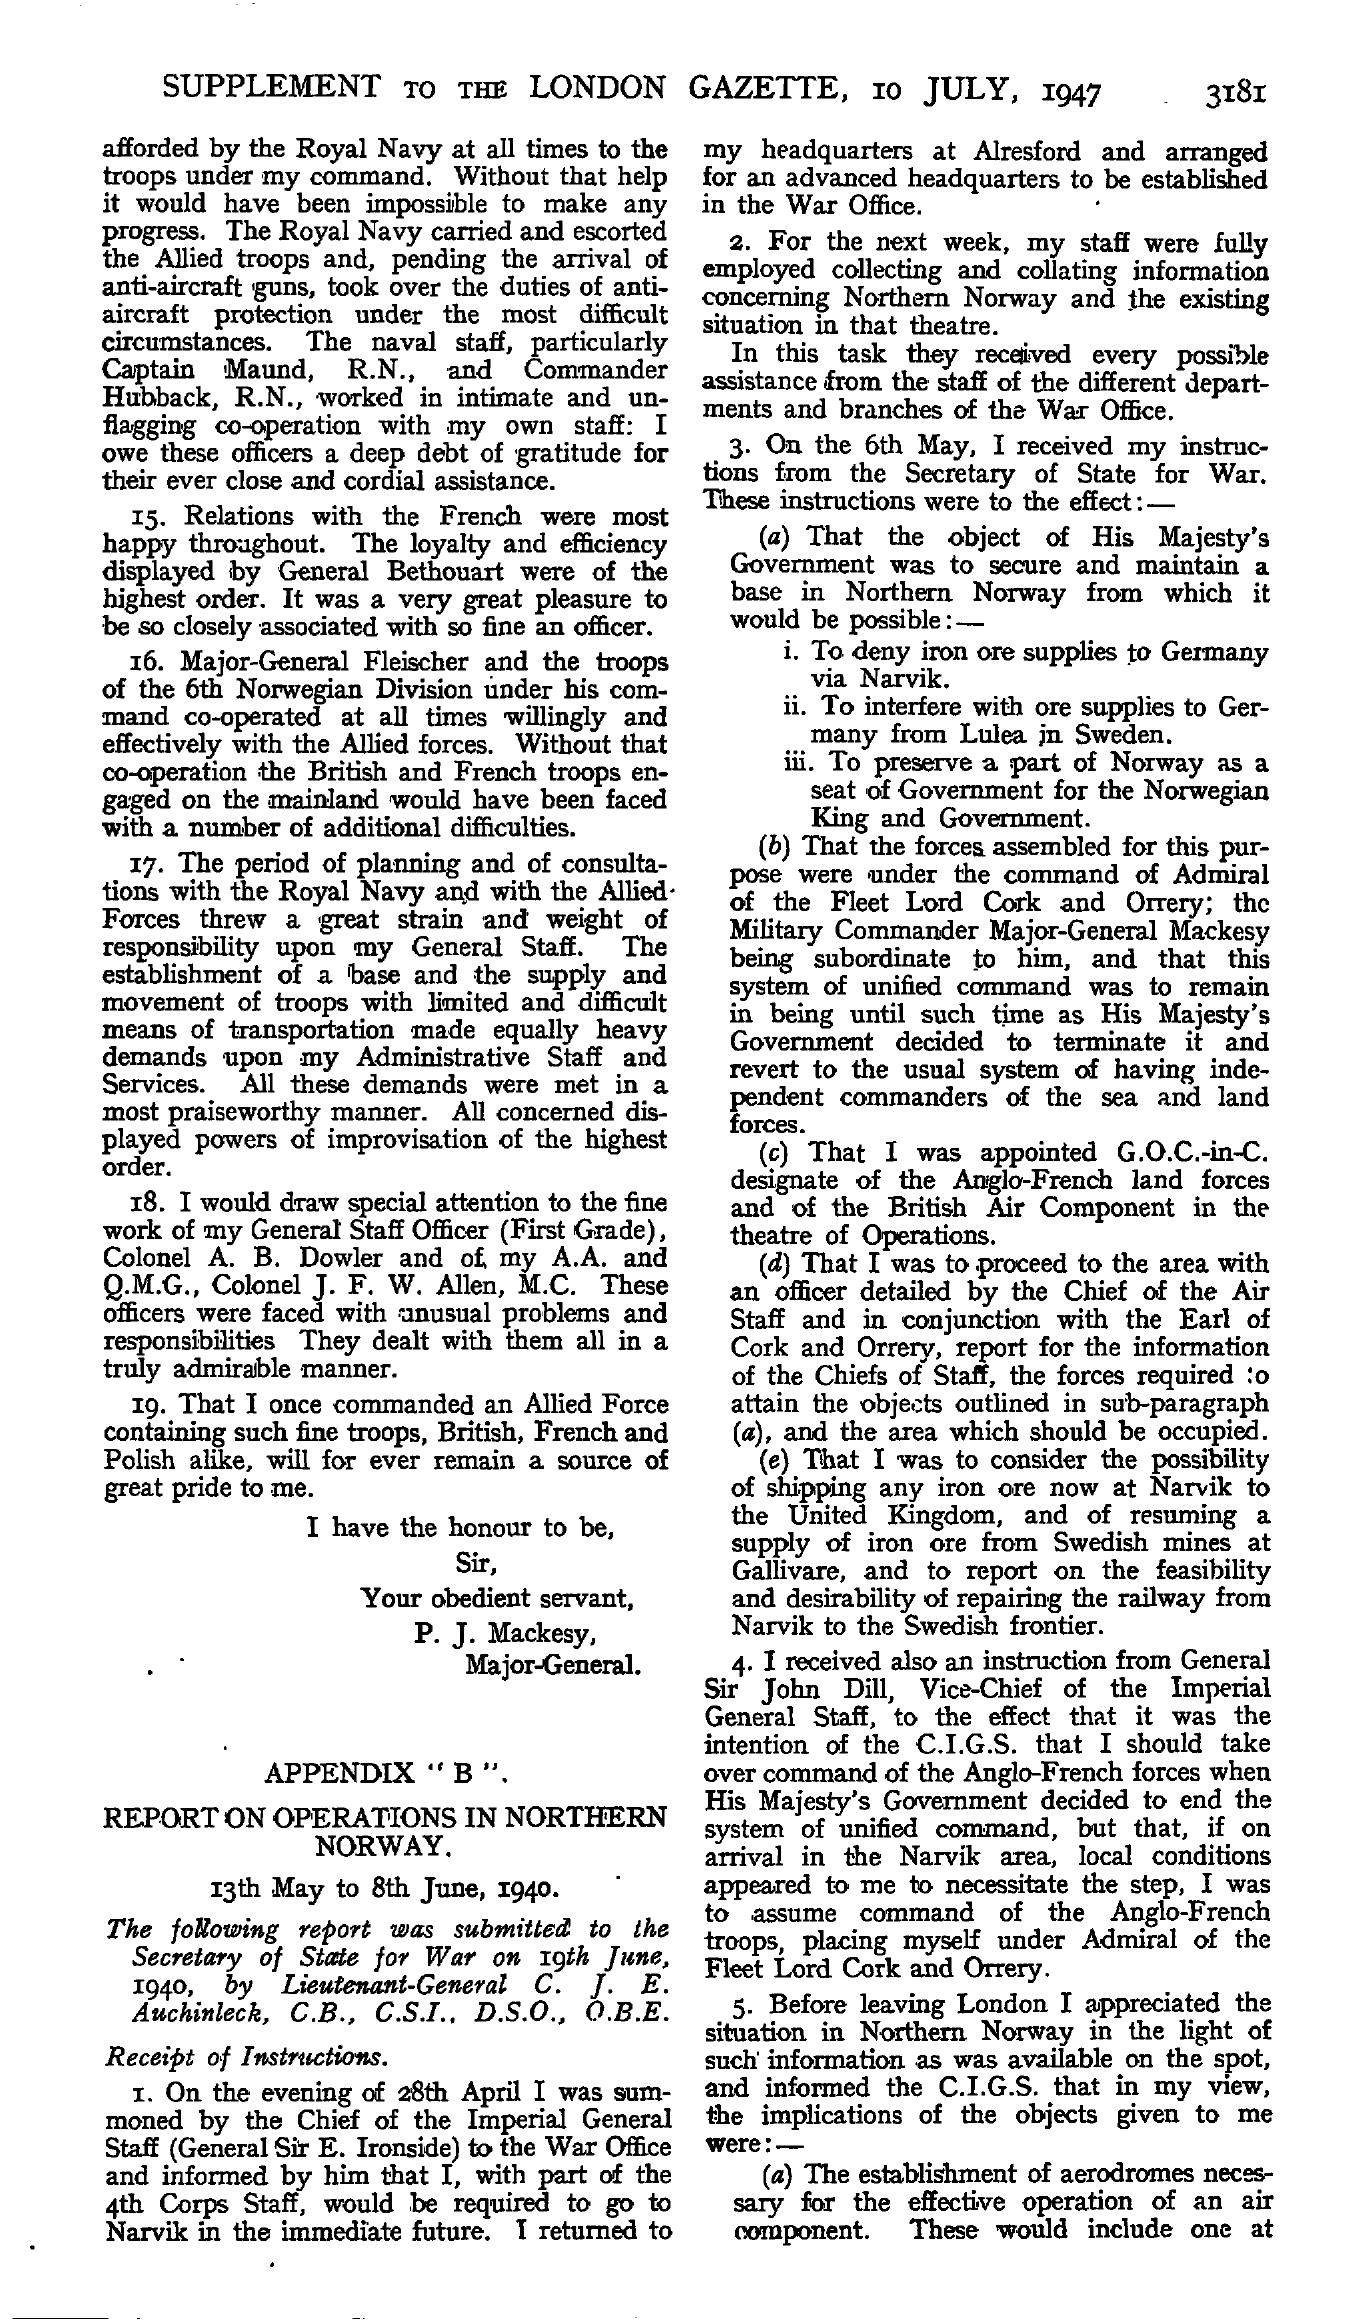 SUPPLEMENT TO THE LONDON GAZETTE, 10 JULY, 1947 3181
afforded by the Royal Navy at all times to the
troops under my command. Without that help
it would have been impossible to make any
progress. The Royal Navy carried and escorted
the Allied troops and, pending the arrival of
anti-aircraft guns, took over the duties of anti-
aircraft protection under the most difficult
circumstances. The naval staff, particularly
Captain Maund, R.N., and Commander
Hubback, R.N., worked in intimate and un-
flagging co-operation with my own staff: I
owe these officers a deep debt of gratitude for
their ever close and cordial assistance.
15. Relations with the French were most
happy throughout. The loyalty and efficiency
displayed by General Bethouart were of the
highest order. It was a very great pleasure to
be so closely associated with so fine an officer.
16. Major-General Fleischer and the troops
of the 6th Norwegian Division under his com-
mand co-operated at all times willingly and
effectively with the Allied forces. Without that
co-operation the British and French troops en-
gaged on the mainland would have been faced
with a number of additional difficulties.
17. The period of planning and of consulta-
tions with the Royal Navy and with the Allied
Forces threw a great strain and weight of
responsibility upon my General Staff. The
establishment of a base and the supply and
movement of troops with limited and difficult
means of transportation made equally heavy
demands upon my Administrative Staff and
Services. All these demands were met in a
most praiseworthy manner. All concerned dis-
played powers of improvisation of the highest
order.
18. I would draw special attention to the fine
work of my General Staff Officer (First Grade),
Colonel A. B. Dowler and of my A.A. and
Q.M.G., Colonel J. F. W. Allen, M.C. These
officers were faced with unusual problems and
responsibilities They dealt with them all in a
truly admirable manner.
19. That I once commanded an Allied Force
containing such fine troops, British, French and
Polish alike, will for ever remain a source of
great pride to me.
I have the honour to be,
Sir,
Your obedient servant,
P. J. Mackesy,
Major-General.
APPENDIX "B".
REPORT ON OPERATIONS IN NORTHERN
NORWAY.
13th May to 8th June, 1940.
The following report was submitted to the
Secretary of State for War on 19th June,
1940, by Lieutenant-General C. J. E.
Auchinleck, C.B., C.S.I., D.S.O., O.B.E.
Receipt of Instructions.
1. On the evening of 28th April I was sum-
moned by the Chief of the Imperial General
Staff (General Sir E. Ironside) to the War Office
and informed by him that I, with part of the
4th Corps Staff, would be required to go to
Narvik in the immediate future. I returned to
my headquarters at Alresford and arranged
for an advanced headquarters to be established
in the War Office.
2. For the next week, my staff were fully
employed collecting and collating information
concerning Northern Norway and the existing
situation in that theatre.
In this task they received every possible
assistance from the staff of the different depart-
ments and branches of the War Office.
3. On the 6th May, I received my instruc-
tions from the Secretary of State for War.
These instructions were to the effect:—
(a) That the object of His Majesty's
Government was to secure and maintain a
base in Northern Norway from which it
would be possible:—
i. To deny iron ore supplies to Germany
via Narvik.
ii. To interfere with ore supplies to Ger-
many from Lulea in Sweden.
iii. To preserve a part of Norway as a
seat of Government for the Norwegian
King and Government.
(b) That the forces assembled for this pur-
pose were under the command of Admiral
of the Fleet Lord Cork and Orrery; the
Military Commander Major-General Mackesy
being subordinate to him, and that this
system of unified command was to remain
in being until such time as His Majesty's
Government decided to terminate it and
revert to the usual system of having inde-
pendent commanders of the sea and land
forces.
(c) That I was appointed G.O.C.-in-C.
designate of the Anglo-French land forces
and of the British Air Component in the
theatre of Operations.
(d) That I was to proceed to the area with
an officer detailed by the Chief of the Air
Staff and in conjunction with the Earl of
Cork and Orrery, report for the information
of the Chiefs of Staff, the forces required to
attain the objects outlined in sub-paragraph
(a), and the area which should be occupied.
(e) That I was to consider the possibility
of shipping any iron ore now at Narvik to
the United Kingdom, and of resuming a
supply of iron ore from Swedish mines at
Gallivare, and to report on the feasibility
and desirability of repairing the railway from
Narvik to the Swedish frontier.
4. I received also an instruction from General
Sir John Dill, Vice-Chief of the Imperial
General Staff, to the effect that it was the
intention of the C.I.G.S. that I should take
over command of the Anglo-French forces when
His Majesty's Government decided to end the
system of unified command, but that, if on
arrival in the Narvik area, local conditions
appeared to me to necessitate the step, I was
to assume command of the Anglo-French
troops, placing myself under Admiral of the
Fleet Lord Cork and Orrery.
5. Before leaving London I appreciated the
situation in Northern Norway in the light of
such information as was available on the spot,
and informed the C.I.G.S. that in my view,
the implications of the objects given to me
were:—
(a) The establishment of aerodromes neces-
sary for the effective operation of an air
component. These would include one at